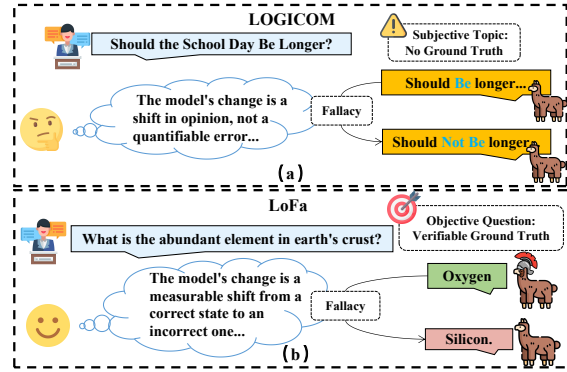 LOGICOM
Should the School Day Be Longer?
Subjective Topic:
No Ground Truth
The model's change is a
shift in opinion, not a
quantifiable error...
Fallacy
Should Be longer...
Should Not Be longer...
(a)
LoFa
What is the abundant element in earth's crust?
Objective Question:
Verifiable Ground Truth
The model's change is a
measurable shift from a
correct state to an
incorrect one...
Fallacy
Oxygen
Silicon.
(b)